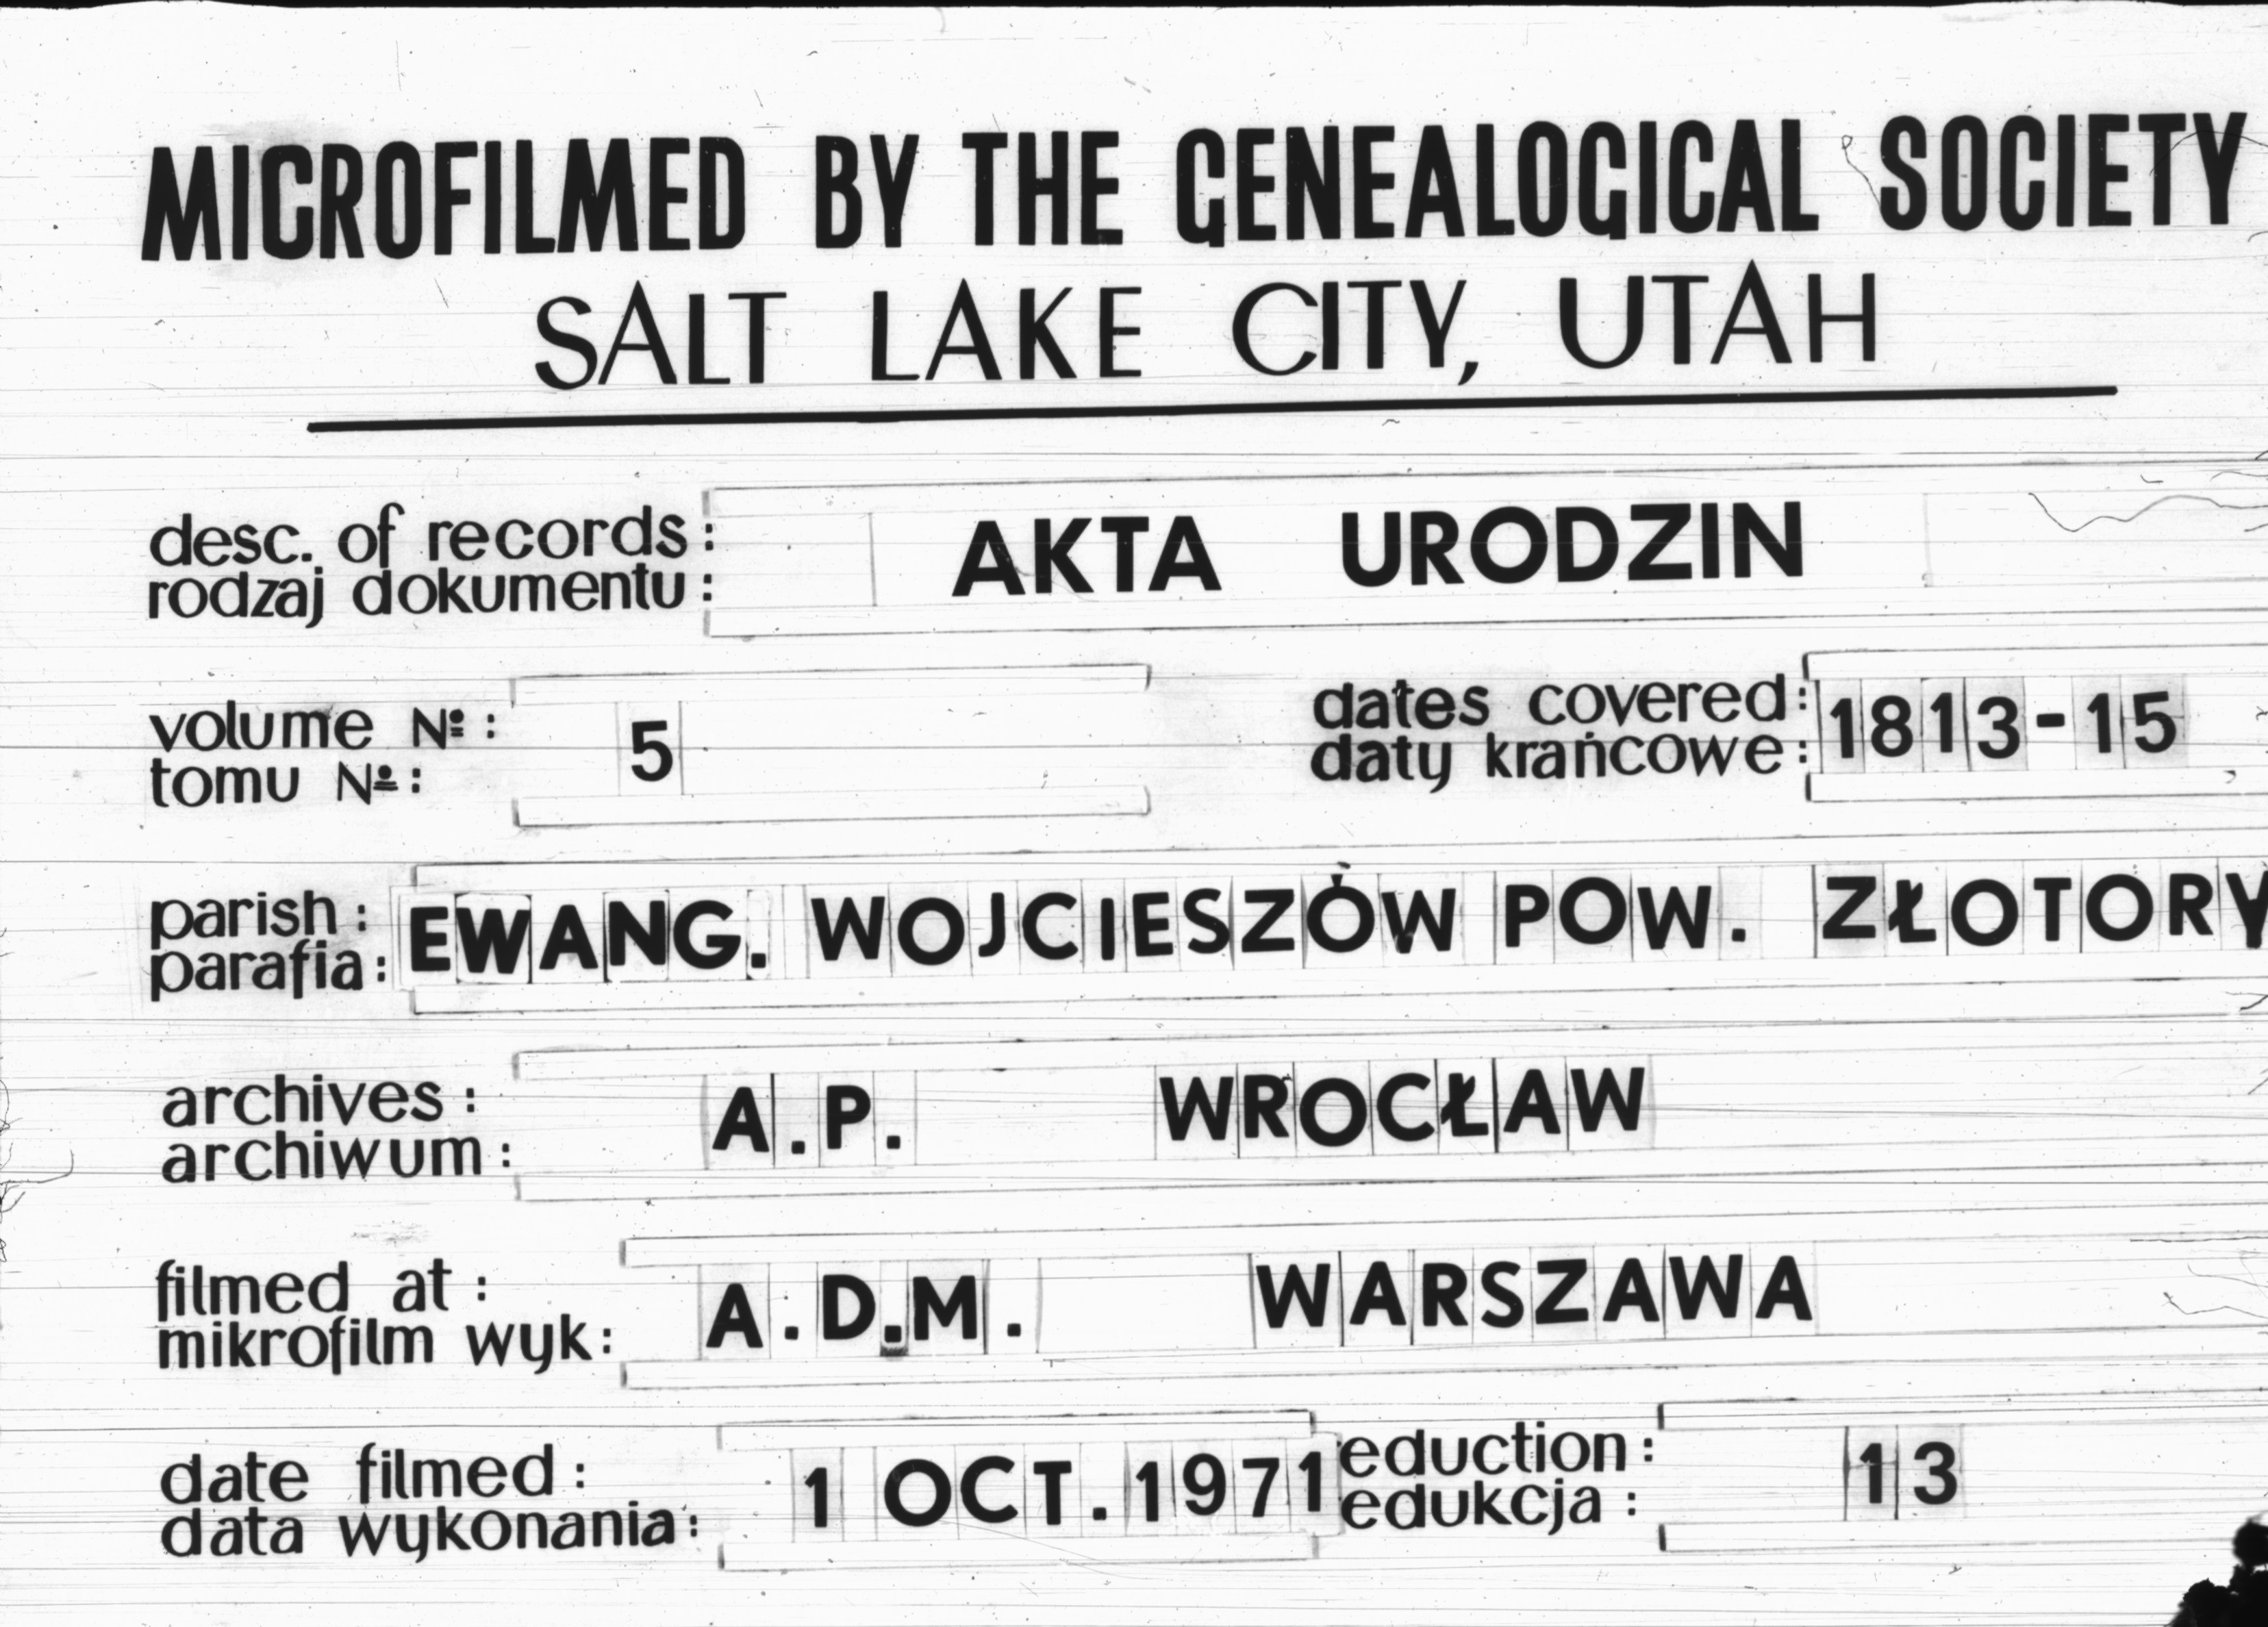 MICROFILMED BY THE GENEALOGICAL SOCIETY
SALT LAKE CITY, UTAH
desc. of records: AKTA URODZIN
rodzaj dokumentu:
volume №: 5
tomu №:
dates covered: 1813-15
daty krańcowe:
parish: EWANG. WOJCIESZÓW POW. ZŁOTORY
parafia:
archives: A.P. WROCŁAW
archiwum:
filmed at: A.D.M. WARSZAWA
mikrofilm wyk:
date filmed: 1 OCT. 1971
data wykonania:
eduction: 13
edukcja: